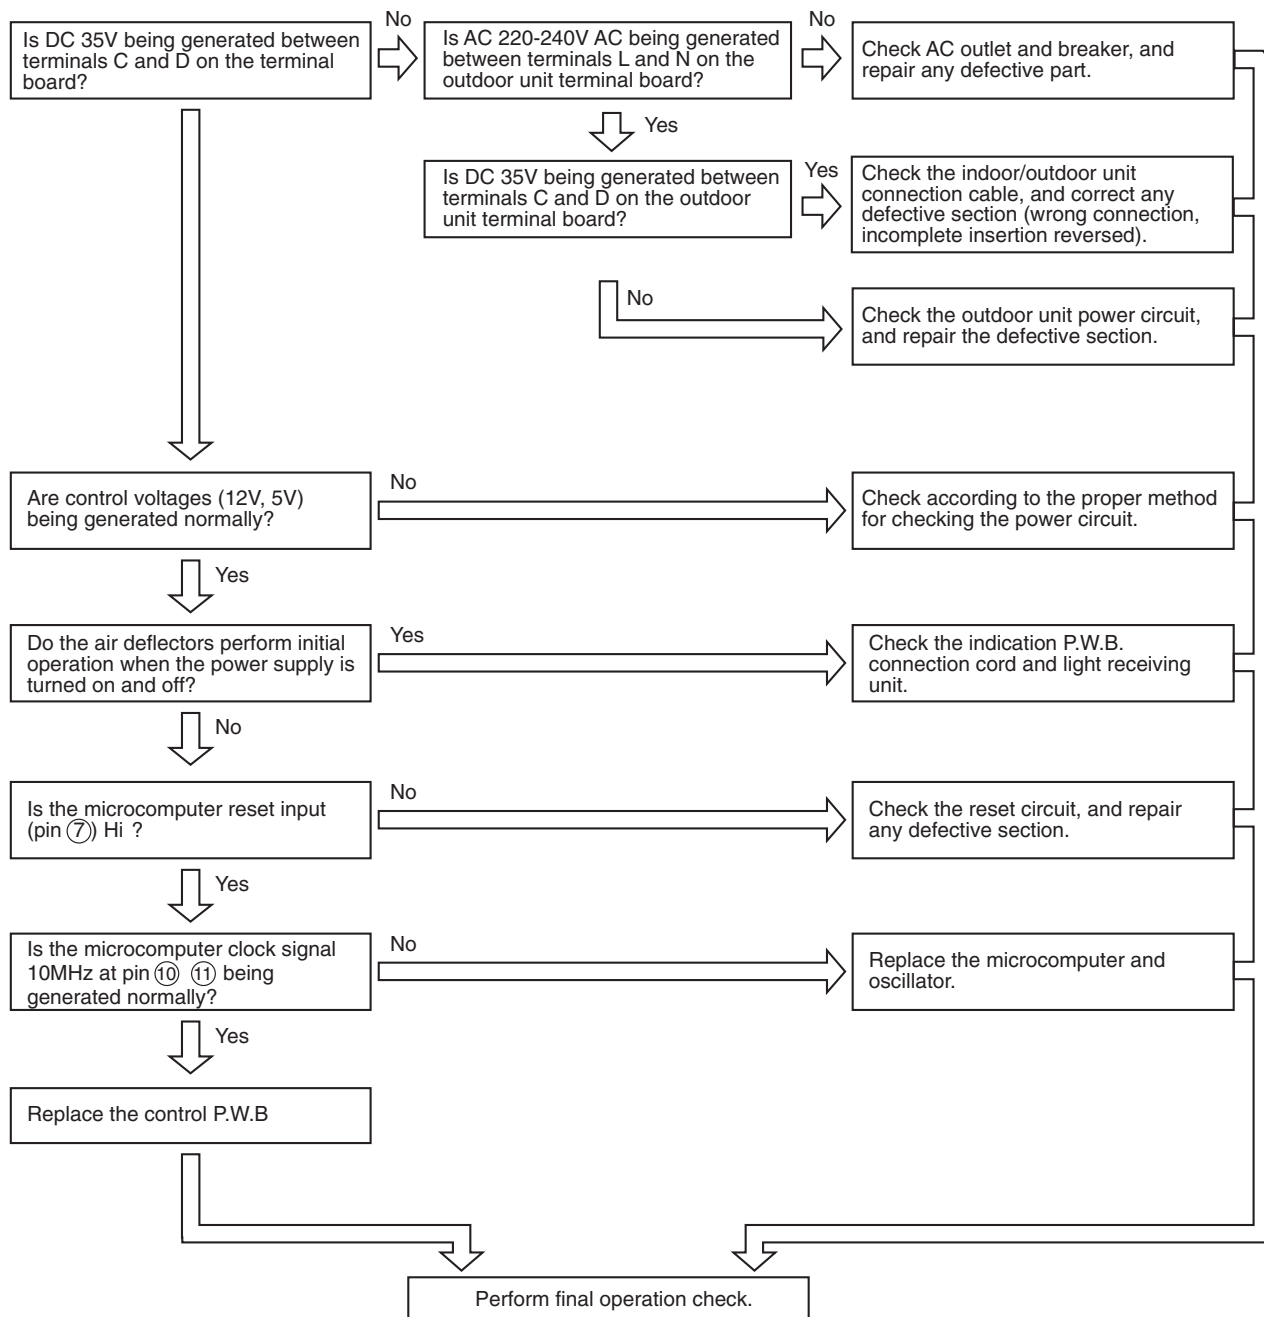 Is DC 35V being generated between
terminals C and D on the terminal
board?
No
Is AC 220-240V AC being generated
between terminals L and N on the
outdoor unit terminal board?
No
Check AC outlet and breaker, and
repair any defective part.
Yes
Is DC 35V being generated between
terminals C and D on the outdoor
unit terminal board?
Yes
Check the indoor/outdoor unit
connection cable, and correct any
defective section (wrong connection,
incomplete insertion reversed).
No
Check the outdoor unit power circuit,
and repair the defective section.
Are control voltages (12V, 5V)
being generated normally?
No
Check according to the proper method
for checking the power circuit.
Yes
Do the air deflectors perform initial
operation when the power supply is
turned on and off?
Yes
Check the indication P.W.B.
connection cord and light receiving
unit.
No
Is the microcomputer reset input
(pin ⑦) Hi ?
No
Check the reset circuit, and repair
any defective section.
Yes
Is the microcomputer clock signal
10MHz at pin ⑩ ⑪ being
generated normally?
No
Replace the microcomputer and
oscillator.
Yes
Replace the control P.W.B
Perform final operation check.